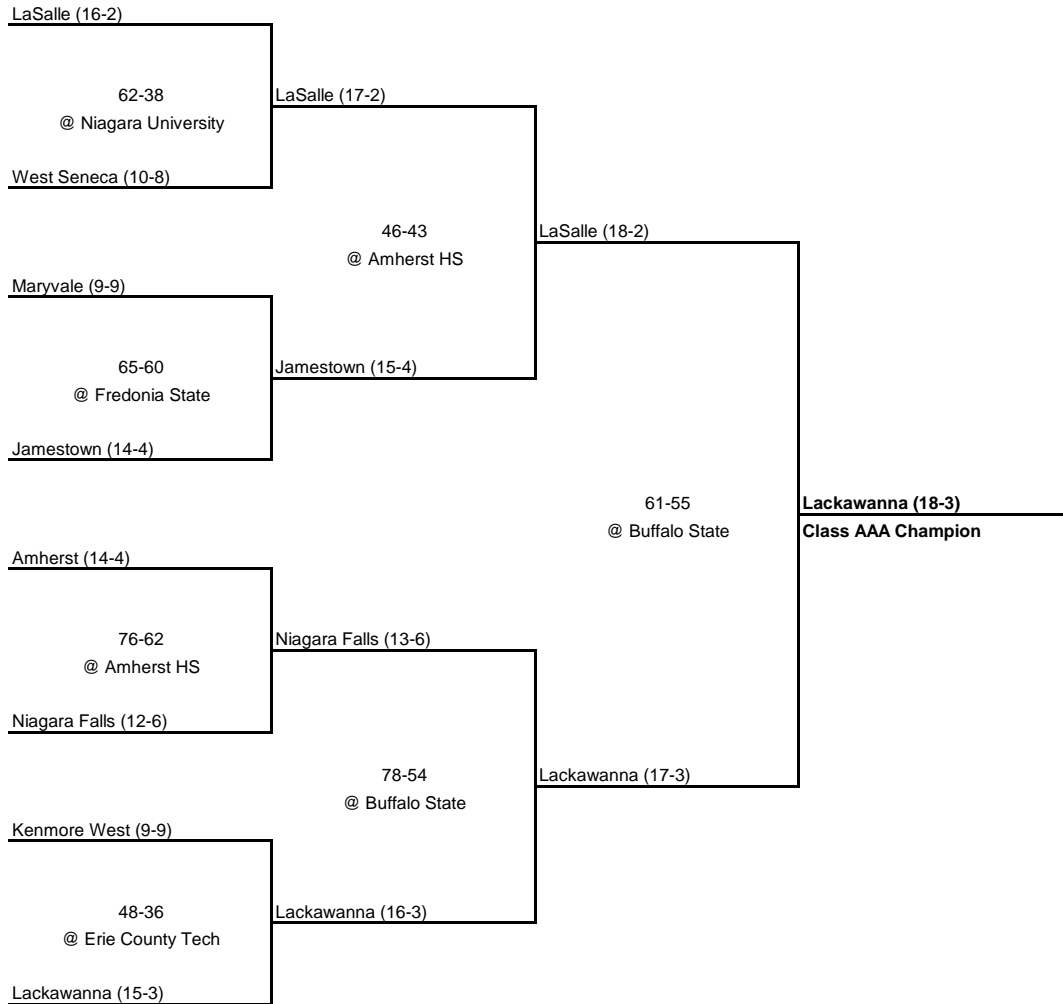 LaSalle (16-2)
62-38
@ Niagara University
LaSalle (17-2)
West Seneca (10-8)
46-43
@ Amherst HS
LaSalle (18-2)
Maryvale (9-9)
65-60
@ Fredonia State
Jamestown (15-4)
Jamestown (14-4)
61-55
@ Buffalo State
Lackawanna (18-3)
Class AAA Champion
Amherst (14-4)
76-62
@ Amherst HS
Niagara Falls (13-6)
Niagara Falls (12-6)
78-54
@ Buffalo State
Lackawanna (17-3)
Kenmore West (9-9)
48-36
@ Erie County Tech
Lackawanna (16-3)
Lackawanna (15-3)